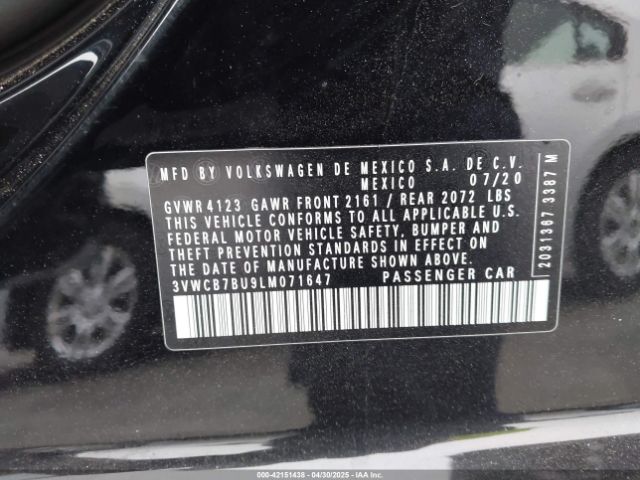 MFD BY VOLKSWAGEN DE MEXICO S.A. DE C.V.
MEXICO 07/20
GVWR 4123 GAWR FRONT 2161 / REAR 2072 LBS
THIS VEHICLE CONFORMS TO ALL APPLICABLE U.S.
FEDERAL MOTOR VEHICLE SAFETY, BUMPER AND
THEFT PREVENTION STANDARDS IN EFFECT ON
THE DATE OF MANUFACTURE SHOWN ABOVE.
3VWCB7BU9LM071647 PASSENGER CAR
2031367 3387 M
000-42151438 - 04/30/2025 - COPYRIGHT IAA, LLC.